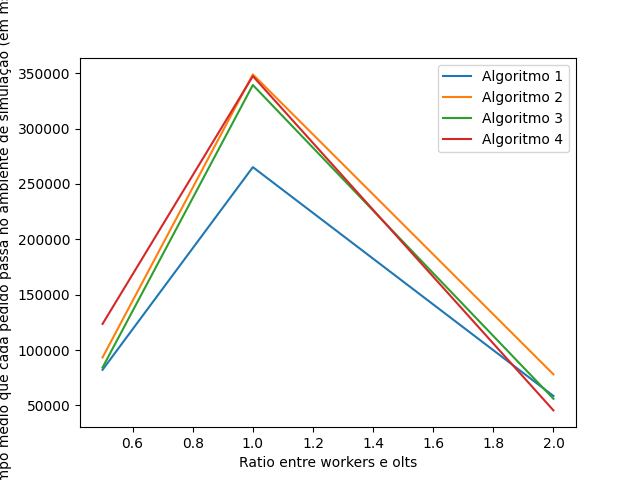 350000
300000
250000
200000
150000
100000
50000
0.6 0.8 1.0 1.2 1.4 1.6 1.8 2.0
Ratio entre workers e olts
médio que cada pedido passa no ambiente de simulação (em
Algoritmo 1
Algoritmo 2
Algoritmo 3
Algoritmo 4